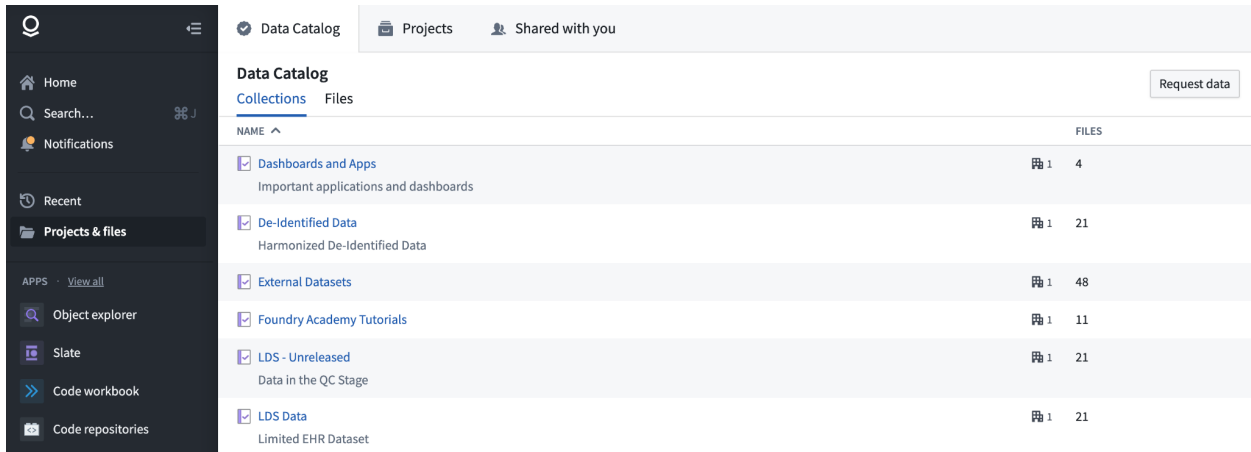 Home
Search...
⌘ J
Notifications
Recent
Projects & files
APPS · View all
Object explorer
Slate
Code workbook
Code repositories
Data Catalog
Projects
Shared with you
Data Catalog
Request data
Collections Files
NAME FILES
Dashboards and Apps 1 4
Important applications and dashboards
De-Identified Data 1 21
Harmonized De-Identified Data
External Datasets 1 48
Foundry Academy Tutorials 1 11
LDS - Unreleased 1 21
Data in the QC Stage
LDS Data 1 21
Limited EHR Dataset